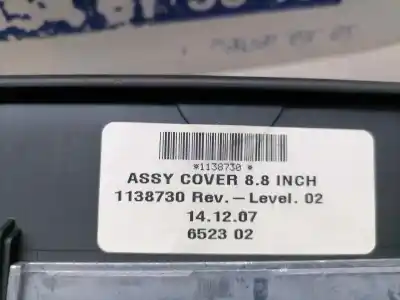 *1138730 *
ASSY COVER 8.8 INCH
1138730 Rev.-Level. 02
14.12.07
6523 02